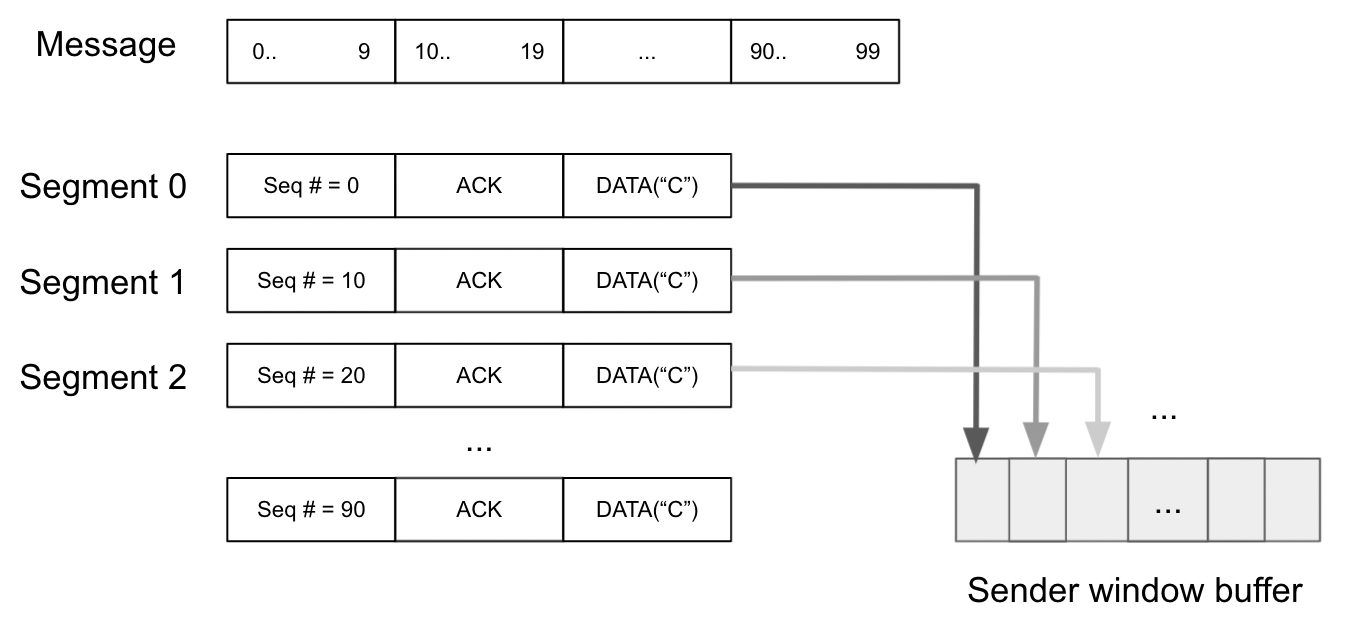 Message 0.. 9 10.. 19 ... 90.. 99
Segment 0 Seq # = 0 ACK DATA(“C”)
Segment 1 Seq # = 10 ACK DATA(“C”)
Segment 2 Seq # = 20 ACK DATA(“C”)
...
...
Seq # = 90 ACK DATA(“C”)
...
Sender window buffer